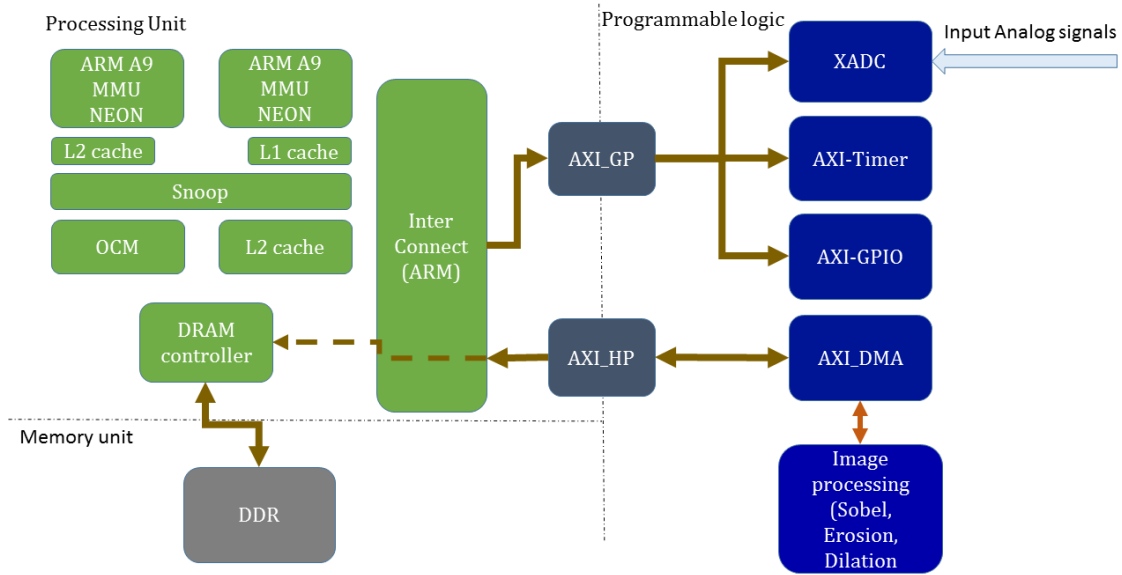 Processing Unit
Programmable logic
ARM A9
MMU
NEON
ARM A9
MMU
NEON
L2 cache
L1 cache
Snoop
OCM
L2 cache
Inter
Connect
(ARM)
DRAM
controller
AXI_GP
AXI_HP
XADC
Input Analog signals
AXI-Timer
AXI-GPIO
AXI_DMA
Memory unit
DDR
Image
processing
(Sobel,
Erosion,
Dilation